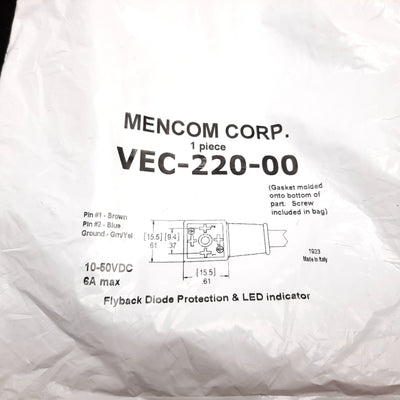 MENCOM CORP.
1 piece
VEC-220-00
(Gasket molded
onto bottom of
part. Screw
included in bag)
Pin #1 - Brown
Pin #2 - Blue
Ground - Grn/Yel
[15.5] [9.4]
.61 .37
[15.5]
.61
1923
Made in Italy
10-50VDC
6A max
Flyback Diode Protection & LED indicator